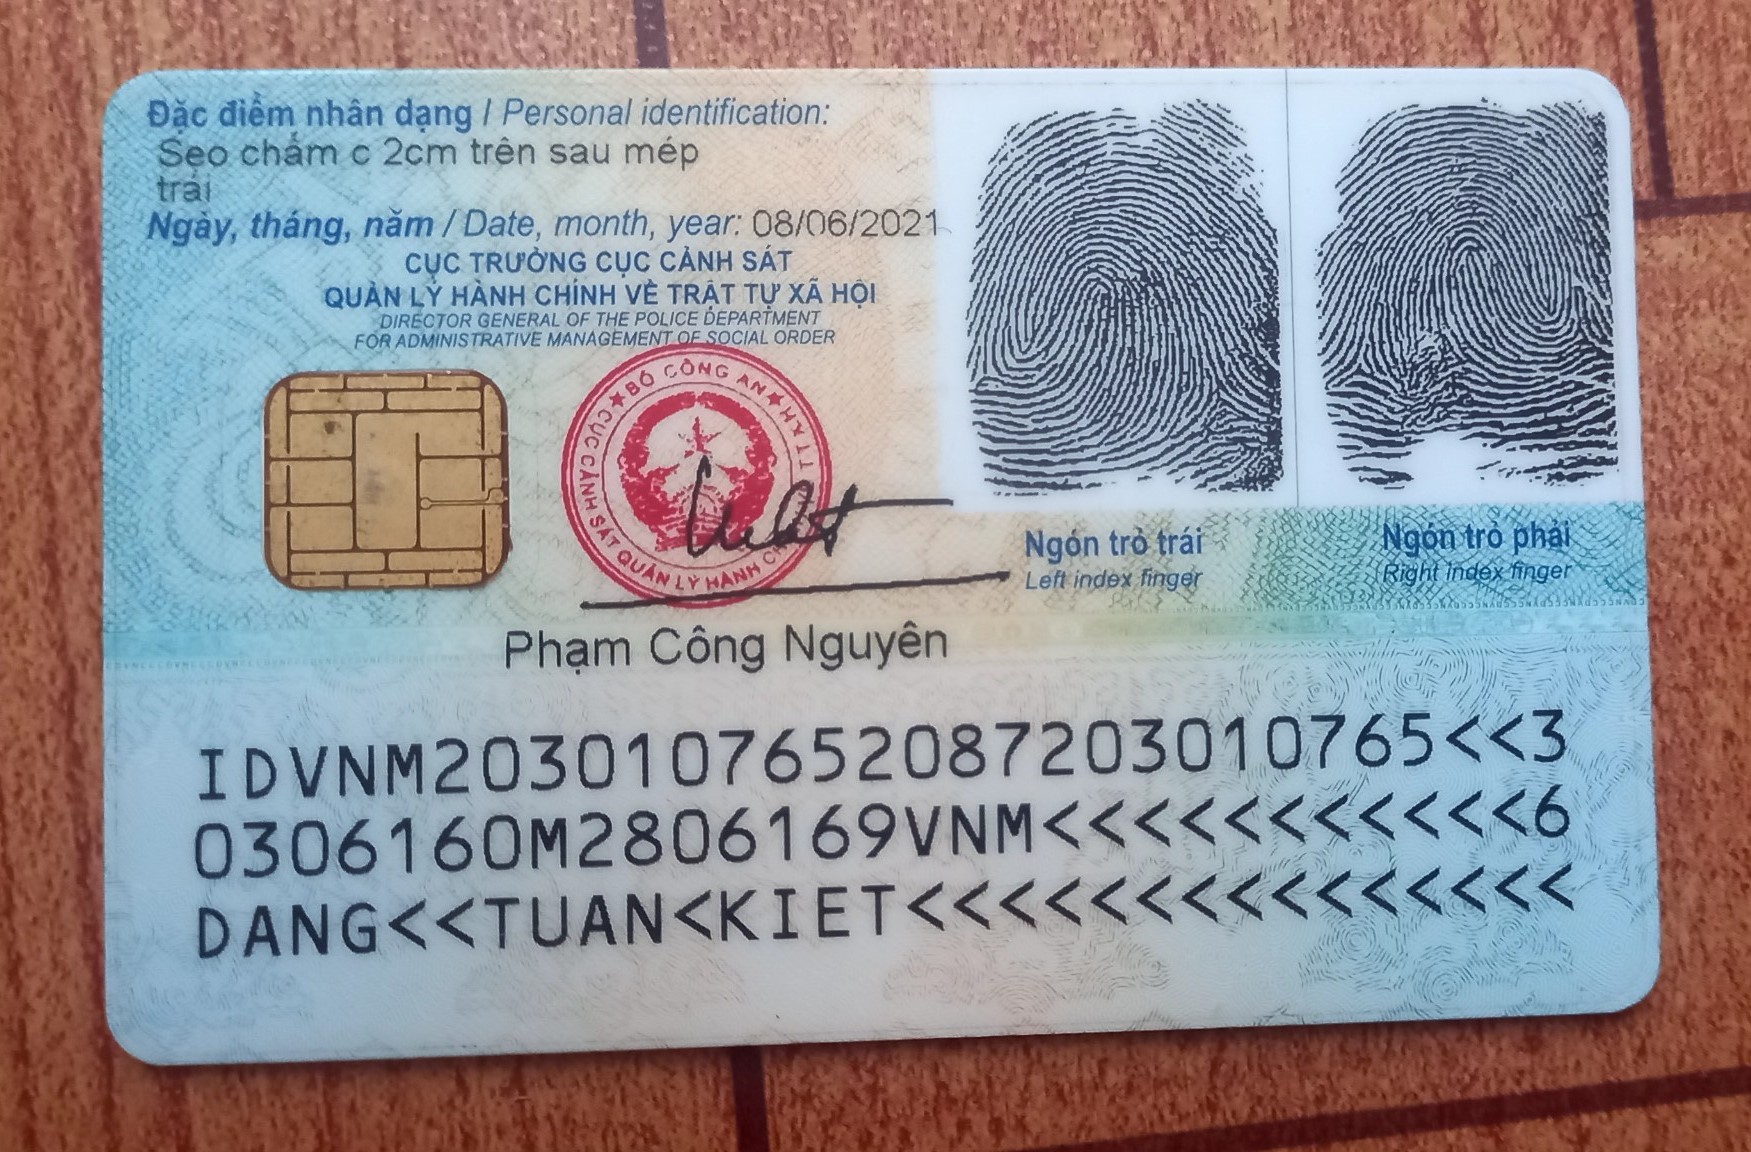 Đặc điểm nhân dạng / Personal identification:
Sẹo chấm c 2cm trên sau mép
trái
Ngày, tháng, năm / Date, month, year: 08/06/2021
CỤC TRƯỞNG CỤC CẢNH SÁT
QUẢN LÝ HÀNH CHÍNH VỀ TRẬT TỰ XÃ HỘI
DIRECTOR GENERAL OF THE POLICE DEPARTMENT
FOR ADMINISTRATIVE MANAGEMENT OF SOCIAL ORDER
BỘ CÔNG AN
CỤC CẢNH SÁT QUẢN LÝ HÀNH CH
TTXH
Ngón trỏ trái
Left index finger
Ngón trỏ phải
Right index finger
Phạm Công Nguyên
IDVNM2030107652087203010765<<3
0306160M2806169VNM<<<<<<<<<<<6
DANG<<TUAN<KIET<<<<<<<<<<<<<<<